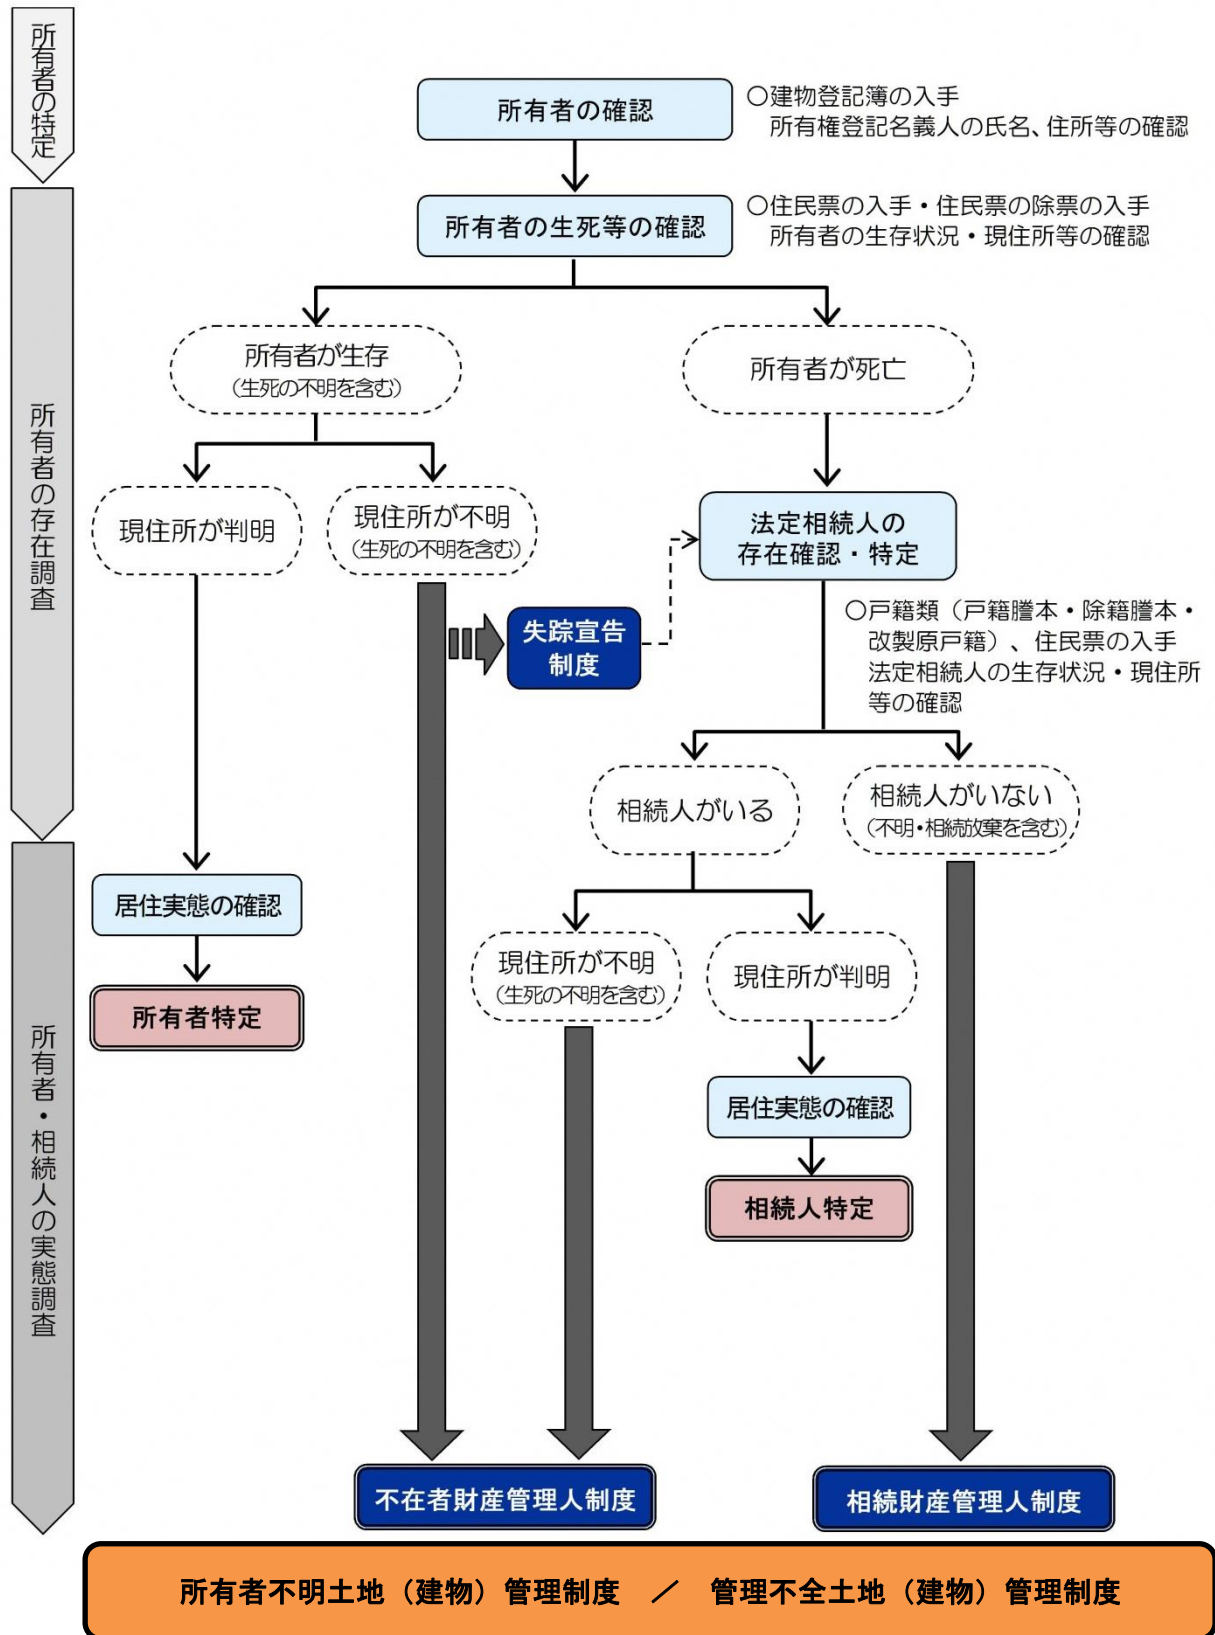 所有者の特定
所有者の確認
○建物登記簿の入手
所有権登記名義人の氏名、住所等の確認
所有者の存在調査
所有者の生死等の確認
○住民票の入手・住民票の除票の入手
所有者の生存状況・現住所等の確認
所有者が生存
（生死の不明を含む）
所有者が死亡
現住所が判明
現住所が不明
（生死の不明を含む）
法定相続人の
存在確認・特定
失踪宣告
制度
○戸籍類（戸籍謄本・除籍謄本・
改製原戸籍）、住民票の入手
法定相続人の生存状況・現住所
等の確認
相続人がいる
相続人がいない
（不明・相続放棄を含む）
所有者・相続人の実態調査
居住実態の確認
所有者特定
現住所が不明
（生死の不明を含む）
現住所が判明
居住実態の確認
相続人特定
不在者財産管理人制度
相続財産管理人制度
所有者不明土地（建物）管理制度　／　管理不全土地（建物）管理制度